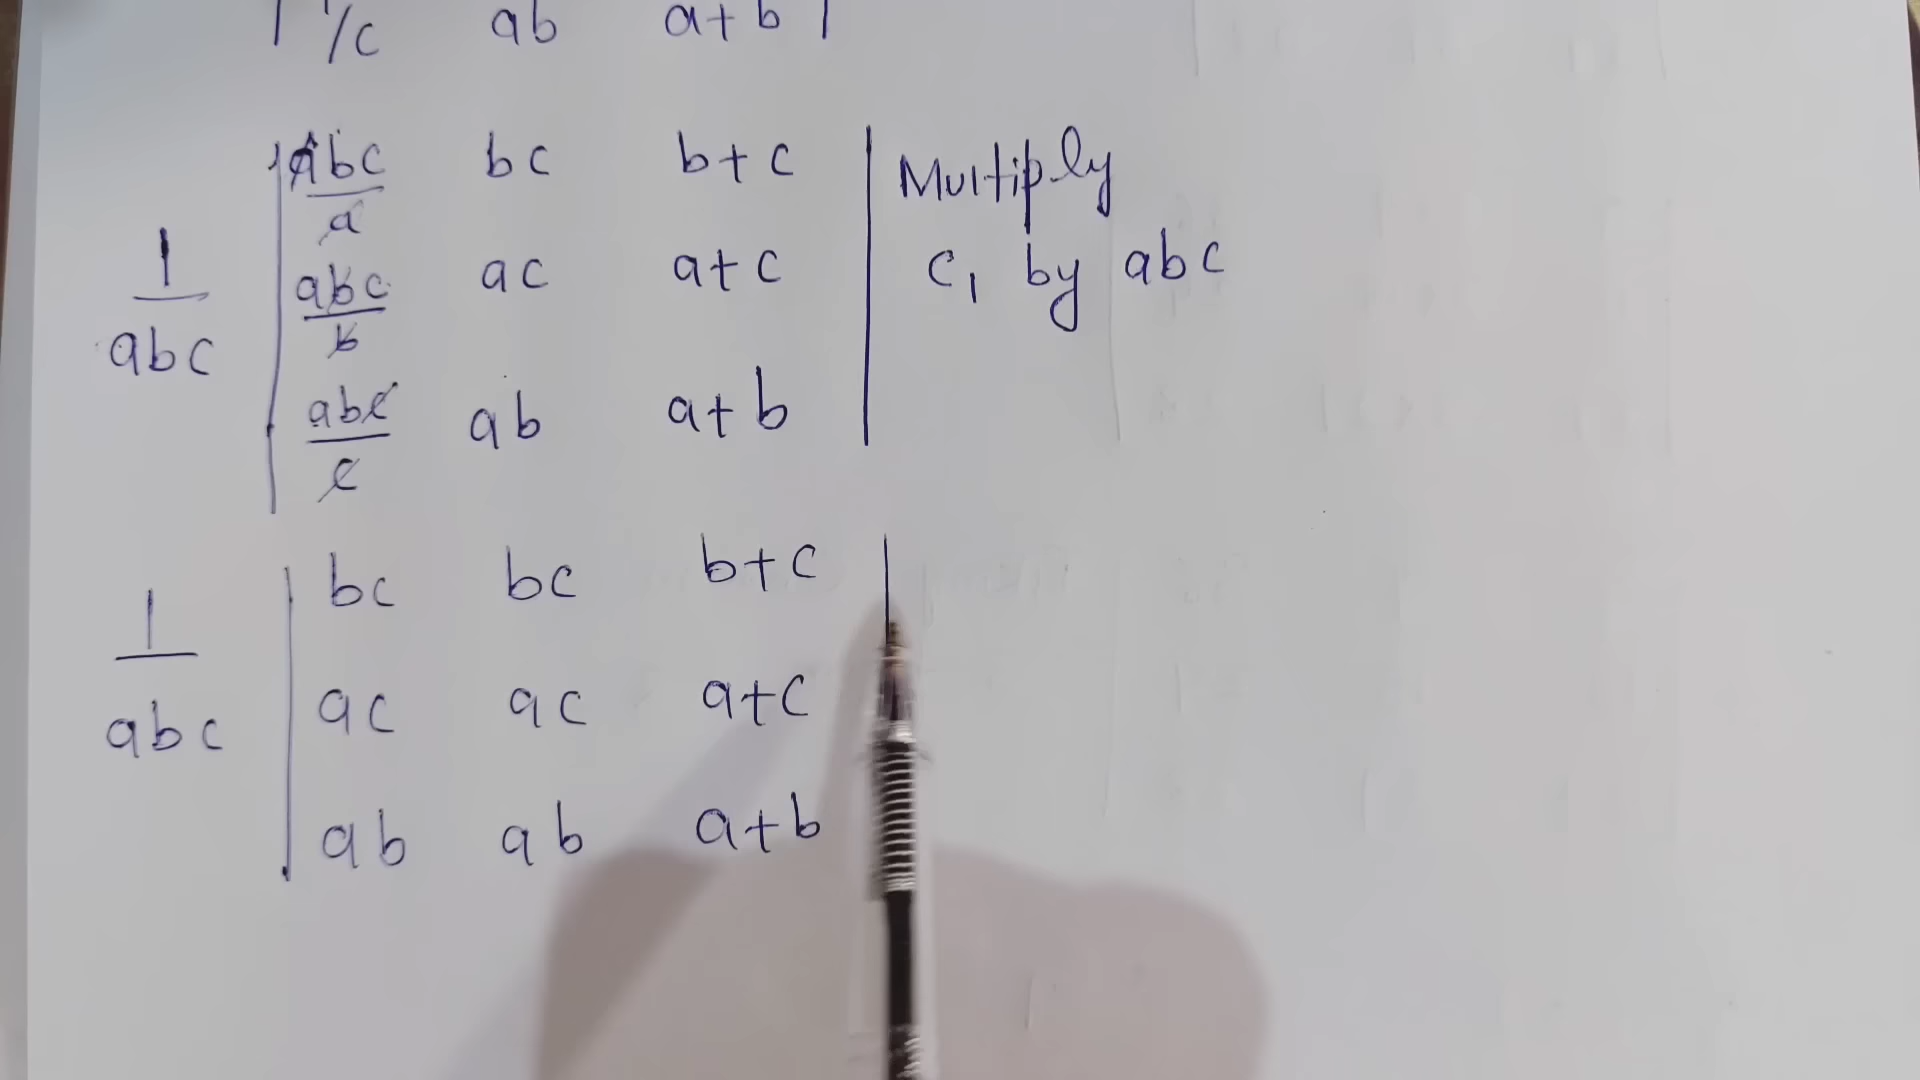 1/c ab a+b
1 abc/a bc b+c Multiply
abc abc/b ac a+c c₁ by abc
abc/c ab a+b
1 bc bc b+c
abc ac ac a+c
ab ab a+b